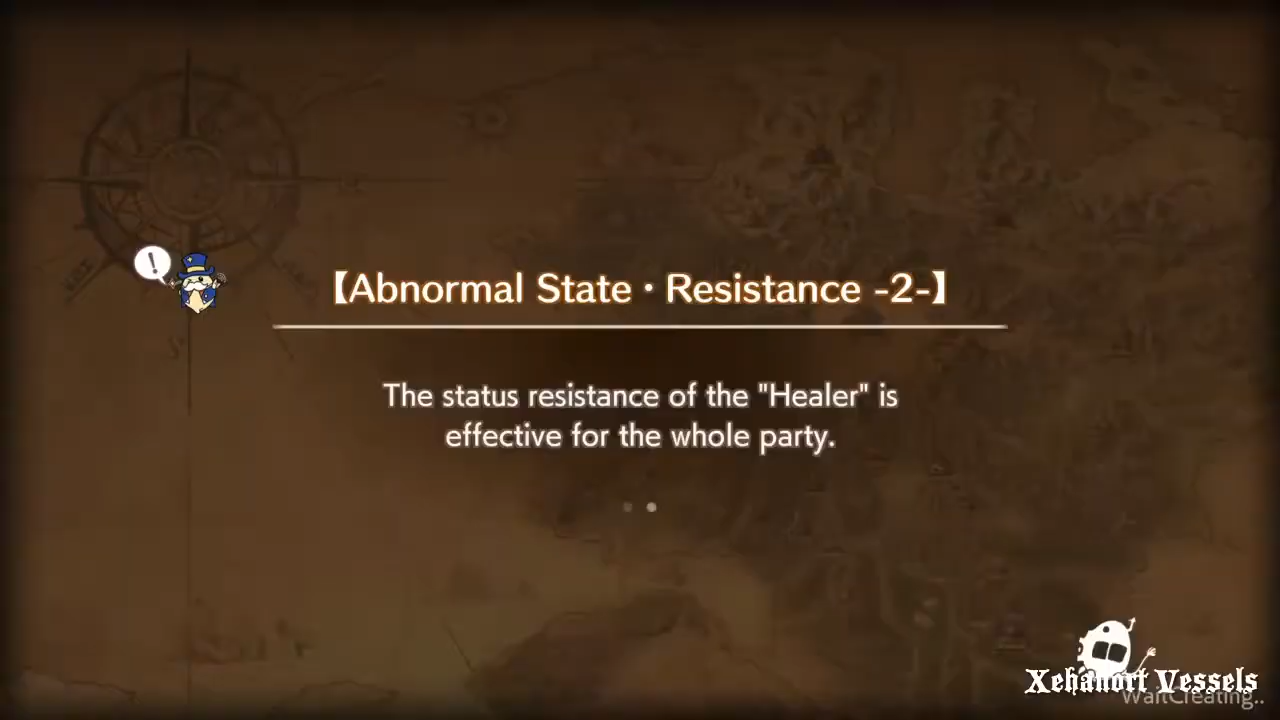 !
【Abnormal State・Resistance -2-】
The status resistance of the "Healer" is
effective for the whole party.
Xehanort Vessels
WaitCreating..